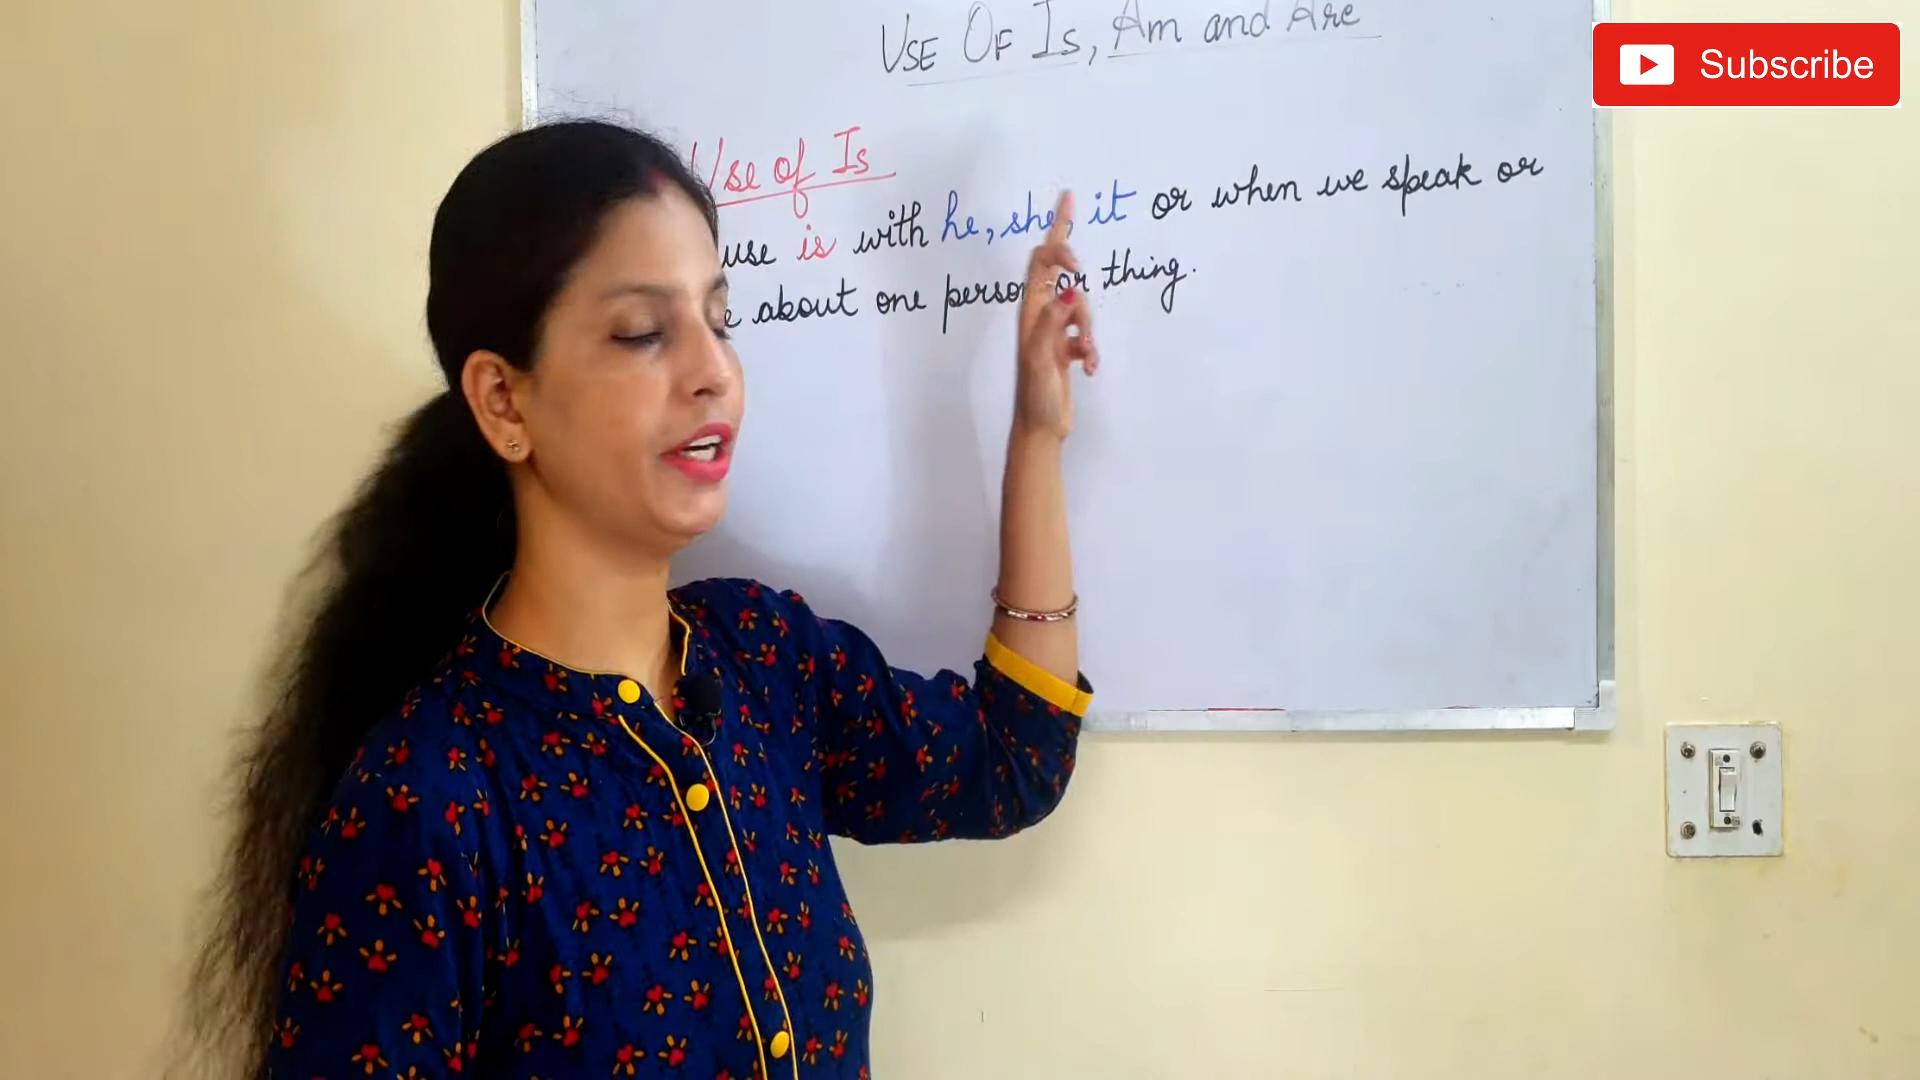 Use Of Is, Am and Are
Subscribe
Use of Is
use is with he, she, it or when we speak or
about one person or thing.